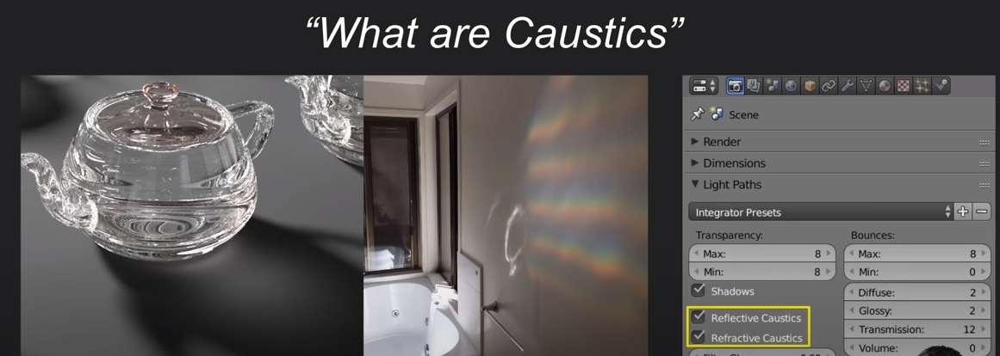 “What are Caustics”
Scene
Render
Dimensions
Light Paths
Integrator Presets
Transparency:
Bounces:
Max: 8
Max: 8
Min: 8
Min: 0
Shadows
Diffuse: 2
Reflective Caustics
Glossy: 2
Refractive Caustics
Transmission: 12
Volume: 0